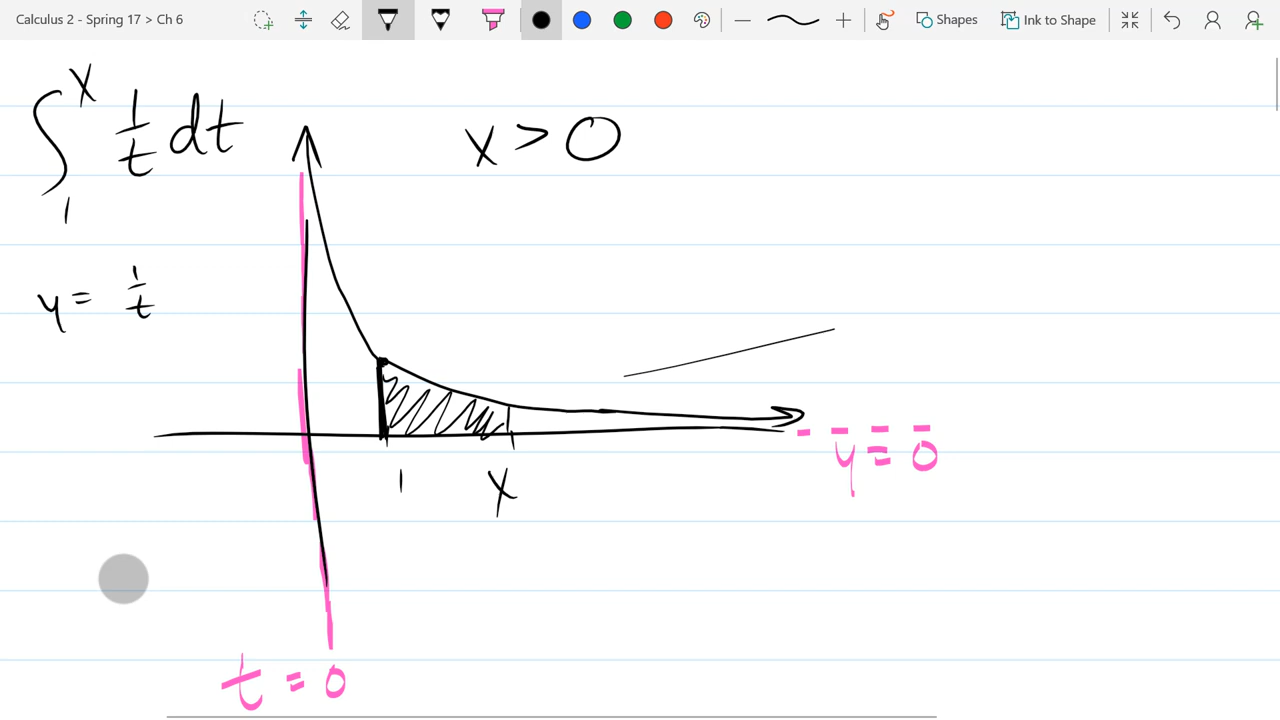 Calculus 2 - Spring 17 > Ch 6
Shapes
Ink to Shape
∫₁ˣ 1/t dt
x > 0
y = 1/t
1
x
y = 0
t = 0